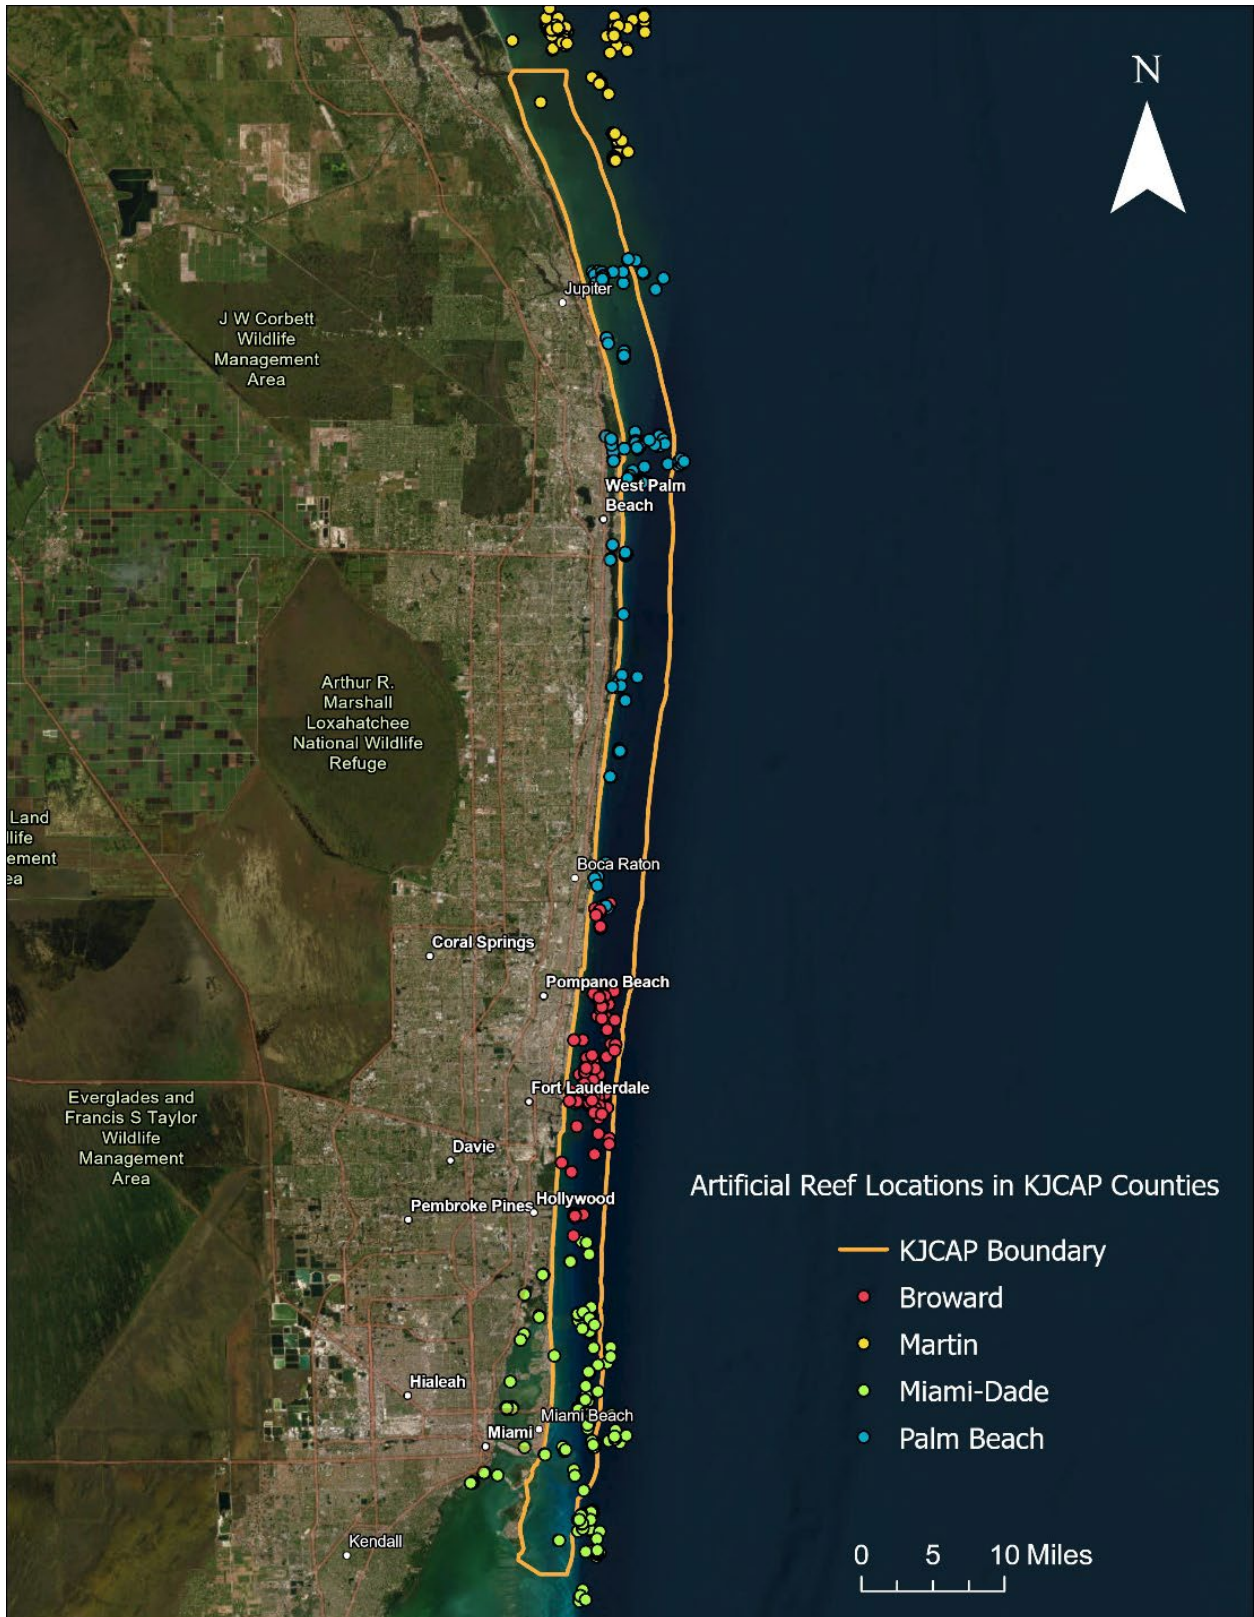 N
Jupiter
J W Corbett
Wildlife
Management
Area
West Palm
Beach
Arthur R.
Marshall
Loxahatchee
National Wildlife
Refuge
Land
llife
ement
ea
Boca Raton
Coral Springs
Pompano Beach
Fort Lauderdale
Everglades and
Francis S Taylor
Wildlife
Management
Area
Davie
Pembroke Pines
Hollywood
Hialeah
Miami Beach
Miami
Kendall
Artificial Reef Locations in KJCAP Counties
KJCAP Boundary
Broward
Martin
Miami-Dade
Palm Beach
0 5 10 Miles